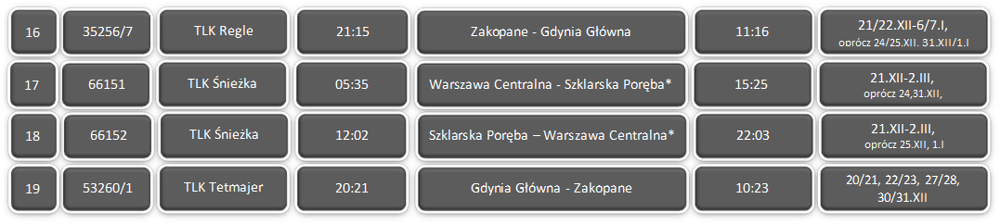 16 35256/7 TLK Regle 21:15 Zakopane - Gdynia Główna 11:16 21/22.XII-6/7.I,
oprócz 24/25.XII. 31.XII/1.I
17 66151 TLK Śnieżka 05:35 Warszawa Centralna - Szklarska Poręba* 15:25 21.XII-2.III,
oprócz 24,31.XII,
18 66152 TLK Śnieżka 12:02 Szklarska Poręba – Warszawa Centralna* 22:03 21.XII-2.III,
oprócz 25.XII, 1.I
19 53260/1 TLK Tetmajer 20:21 Gdynia Główna - Zakopane 10:23 20/21, 22/23, 27/28,
30/31.XII